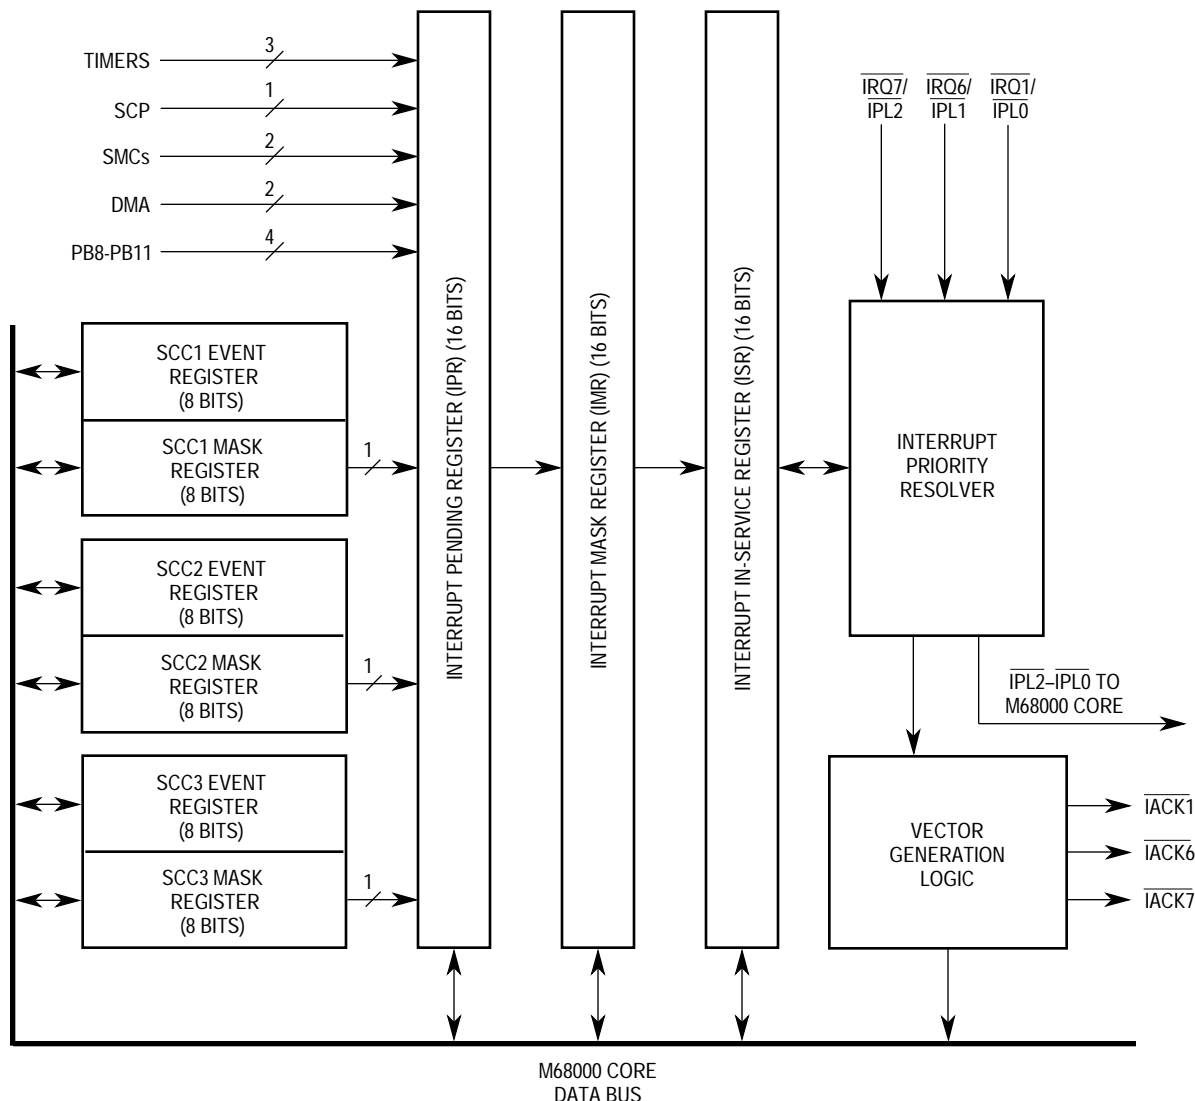 TIMERS
3
SCP
1
SMCs
2
DMA
2
PB8-PB11
4
IRQ7/
IPL2
IRQ6/
IPL1
IRQ1/
IPL0
SCC1 EVENT
REGISTER
(8 BITS)
SCC1 MASK
REGISTER
(8 BITS)
1
SCC2 EVENT
REGISTER
(8 BITS)
SCC2 MASK
REGISTER
(8 BITS)
1
SCC3 EVENT
REGISTER
(8 BITS)
SCC3 MASK
REGISTER
(8 BITS)
1
INTERRUPT PENDING REGISTER (IPR) (16 BITS)
INTERRUPT MASK REGISTER (IMR) (16 BITS)
INTERRUPT IN-SERVICE REGISTER (ISR) (16 BITS)
INTERRUPT
PRIORITY
RESOLVER
IPL2–IPL0 TO
M68000 CORE
VECTOR
GENERATION
LOGIC
IACK1
IACK6
IACK7
M68000 CORE
DATA BUS